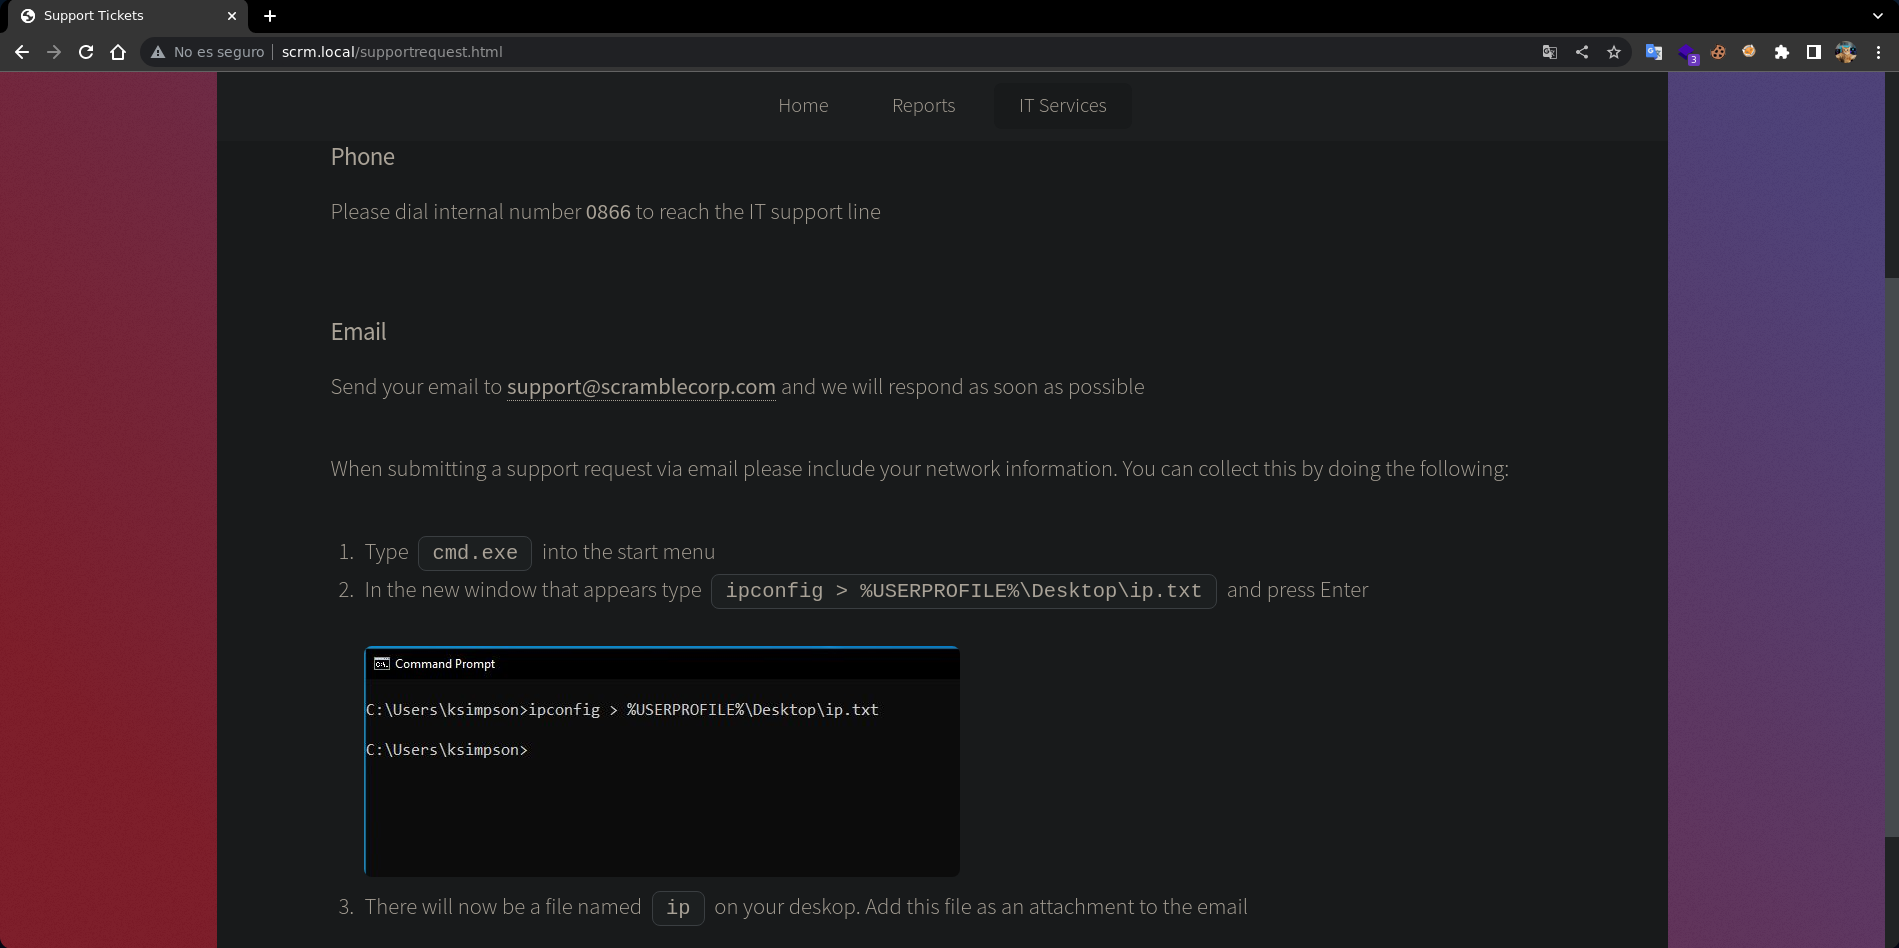 Support Tickets
No es seguro scrm.local/supportrequest.html
3
Home Reports IT Services
Phone
Please dial internal number 0866 to reach the IT support line
Email
Send your email to support@scramblecorp.com and we will respond as soon as possible
When submitting a support request via email please include your network information. You can collect this by doing the following:
1. Type cmd.exe into the start menu
2. In the new window that appears type ipconfig > %USERPROFILE%\Desktop\ip.txt and press Enter
Command Prompt
C:\Users\ksimpson>ipconfig > %USERPROFILE%\Desktop\ip.txt
C:\Users\ksimpson>
3. There will now be a file named ip on your deskop. Add this file as an attachment to the email